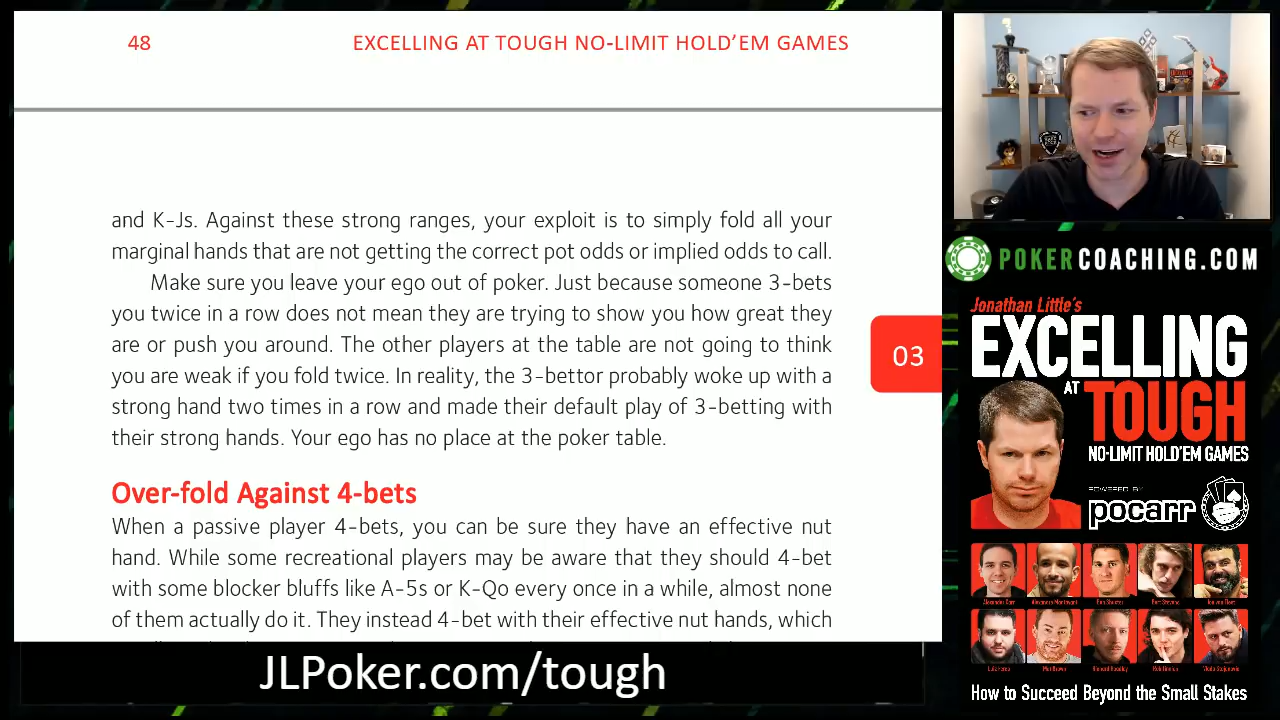 48
EXCELLING AT TOUGH NO-LIMIT HOLD'EM GAMES
and K-Js. Against these strong ranges, your exploit is to simply fold all your
marginal hands that are not getting the correct pot odds or implied odds to call.
Make sure you leave your ego out of poker. Just because someone 3-bets
you twice in a row does not mean they are trying to show you how great they
are or push you around. The other players at the table are not going to think
you are weak if you fold twice. In reality, the 3-bettor probably woke up with a
strong hand two times in a row and made their default play of 3-betting with
their strong hands. Your ego has no place at the poker table.
Over-fold Against 4-bets
When a passive player 4-bets, you can be sure they have an effective nut
hand. While some recreational players may be aware that they should 4-bet
with some blocker bluffs like A-5s or K-Qo every once in a while, almost none
of them actually do it. They instead 4-bet with their effective nut hands, which
03
JLPoker.com/tough
POKERCOACHING.COM
Jonathan Little's
EXCELLING
AT TOUGH
NO-LIMIT HOLD'EM GAMES
POWERED BY
pocarr
How to Succeed Beyond the Small Stakes